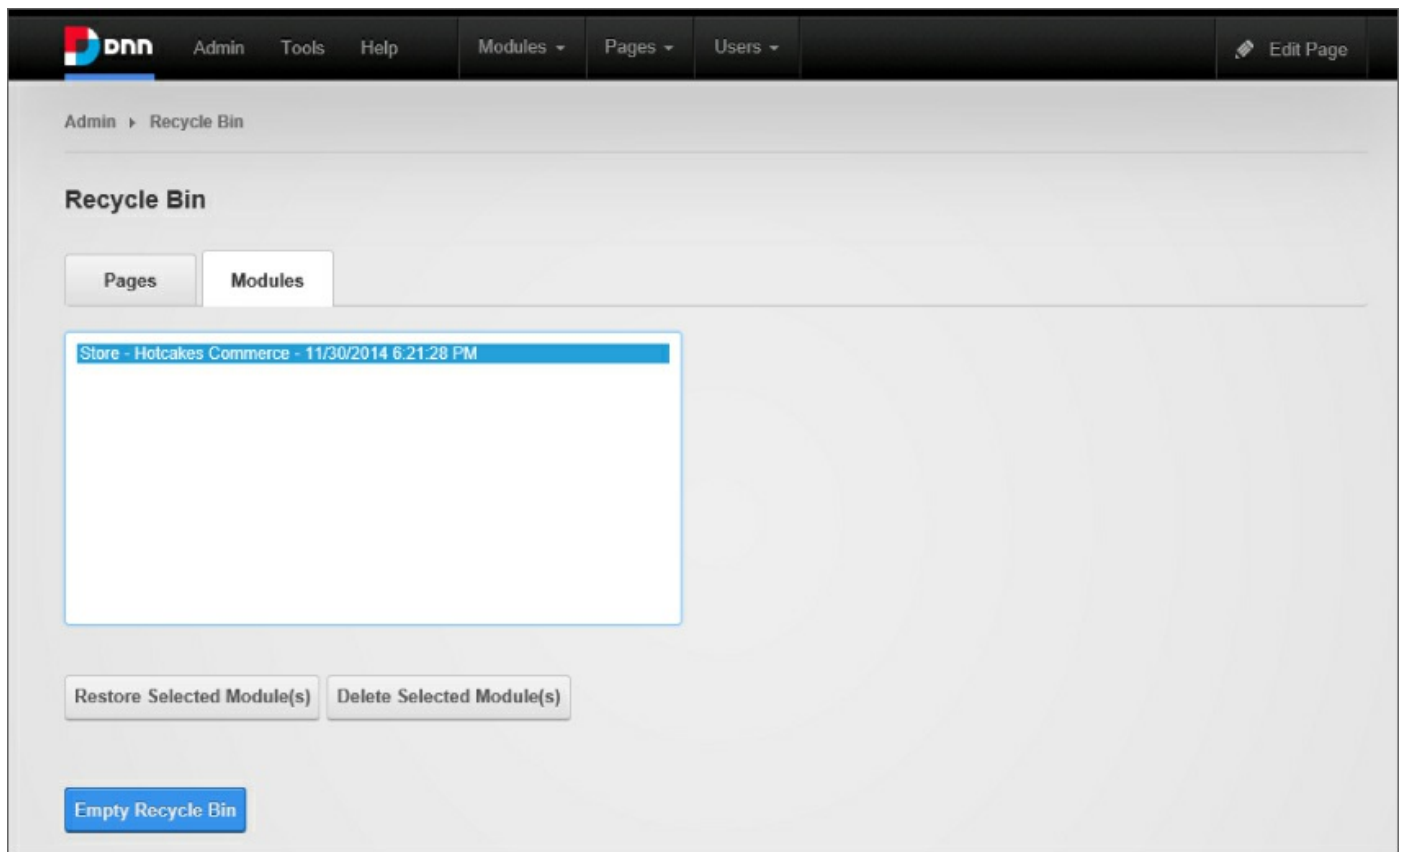 DNN Admin Tools Help Modules Pages Users Edit Page
Admin Recycle Bin
Recycle Bin
Pages Modules
Store - Hotcakes Commerce - 11/30/2014 6:21:28 PM
Restore Selected Module(s) Delete Selected Module(s)
Empty Recycle Bin